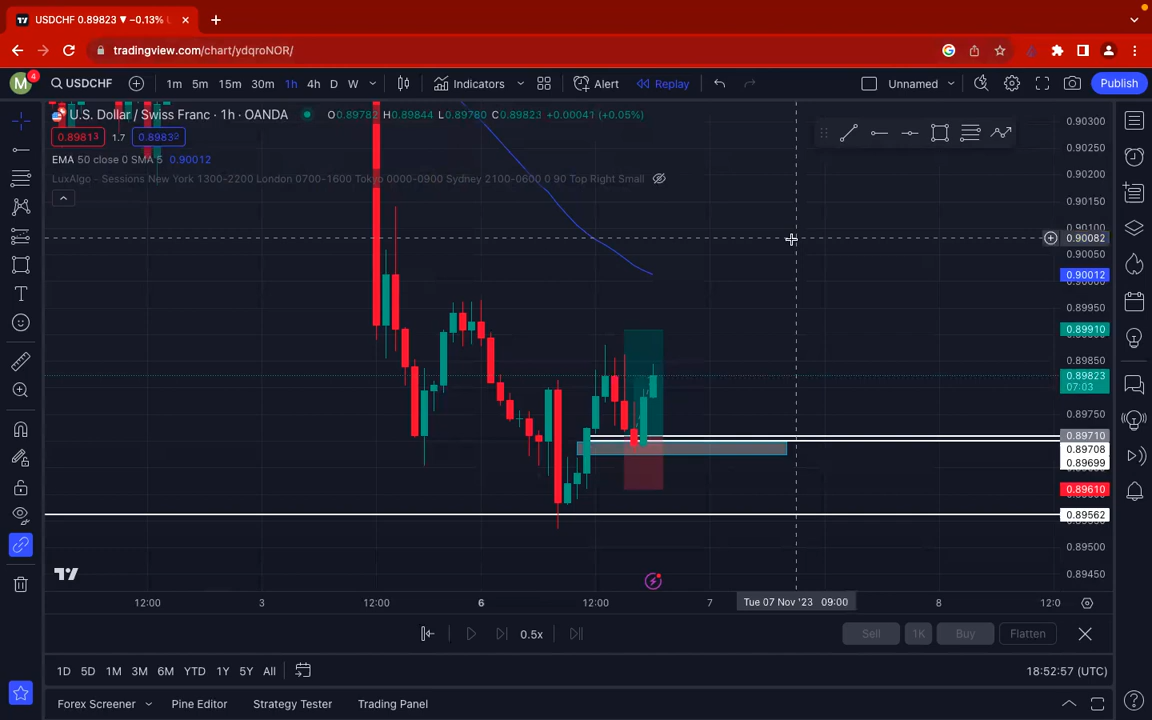 USDCHF 0.89823 ▼ −0.13% U
tradingview.com/chart/ydqroNOR/
M 4 USDCHF 1m 5m 15m 30m 1h 4h D W Indicators Alert Replay Unnamed Publish
U.S. Dollar / Swiss Franc · 1h · OANDA O0.89782 H0.89844 L0.89780 C0.89823 +0.00041 (+0.05%)
0.89813 1.7 0.89832
EMA 50 close 0 SMA 5 0.90012
LuxAlgo - Sessions New York 1300-2200 London 0700-1600 Tokyo 0000-0900 Sydney 2100-0600 0 90 Top Right Small
0.90300
0.90250
0.90200
0.90150
0.90100
0.90082
0.90050
0.90012
0.90000
0.89950
0.89910
0.89850
0.89823
07:03
0.89750
0.89710
0.89708
0.89699
0.89610
0.89562
0.89550
0.89500
0.89450
12:00 3 12:00 6 12:00 7 Tue 07 Nov '23 09:00 8 12:0
0.5x Sell 1K Buy Flatten
1D 5D 1M 3M 6M YTD 1Y 5Y All 18:52:57 (UTC)
Forex Screener Pine Editor Strategy Tester Trading Panel